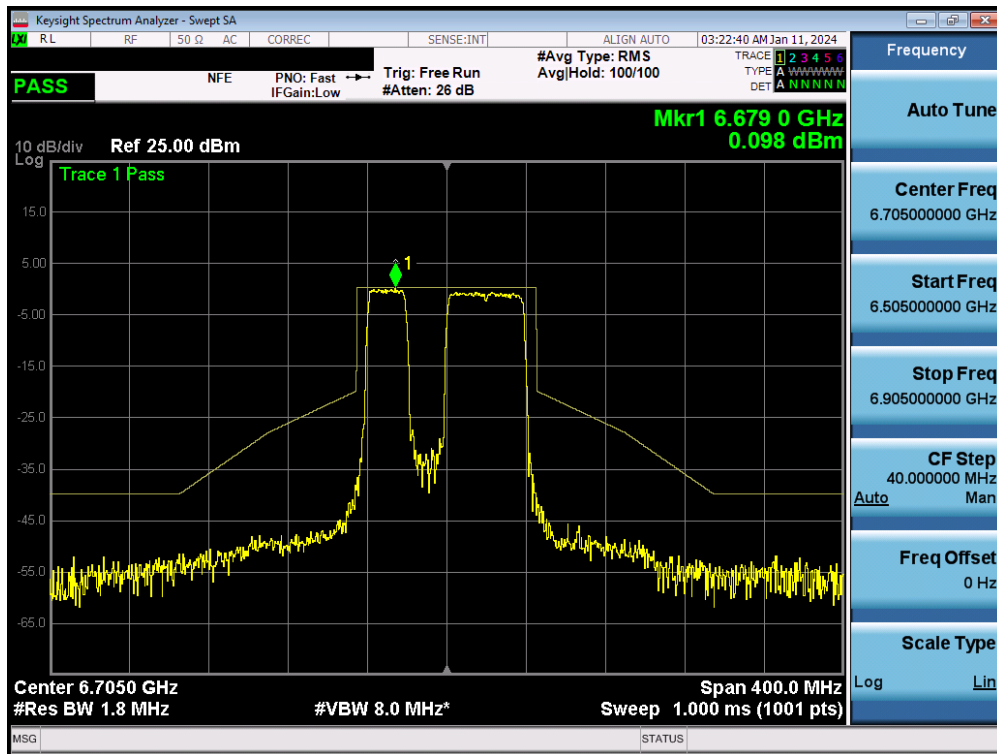 Keysight Spectrum Analyzer - Swept SA
LXI RL RF 50 Ω AC CORREC SENSE:INT ALIGN AUTO 03:22:40 AM Jan 11, 2024
PASS
NFE
PNO: Fast
IFGain:Low
Trig: Free Run
#Atten: 26 dB
#Avg Type: RMS
Avg|Hold: 100/100
TRACE 1 2 3 4 5 6
TYPE A WWWWWW
DET A N N N N N
Mkr1 6.679 0 GHz
0.098 dBm
10 dB/div Ref 25.00 dBm
Log
Trace 1 Pass
1
15.0
5.00
-5.00
-15.0
-25.0
-35.0
-45.0
-55.0
-65.0
Center 6.7050 GHz Span 400.0 MHz
#Res BW 1.8 MHz #VBW 8.0 MHz* Sweep 1.000 ms (1001 pts)
MSG STATUS
Frequency
Auto Tune
Center Freq
6.705000000 GHz
Start Freq
6.505000000 GHz
Stop Freq
6.905000000 GHz
CF Step
40.000000 MHz
Auto Man
Freq Offset
0 Hz
Scale Type
Log Lin